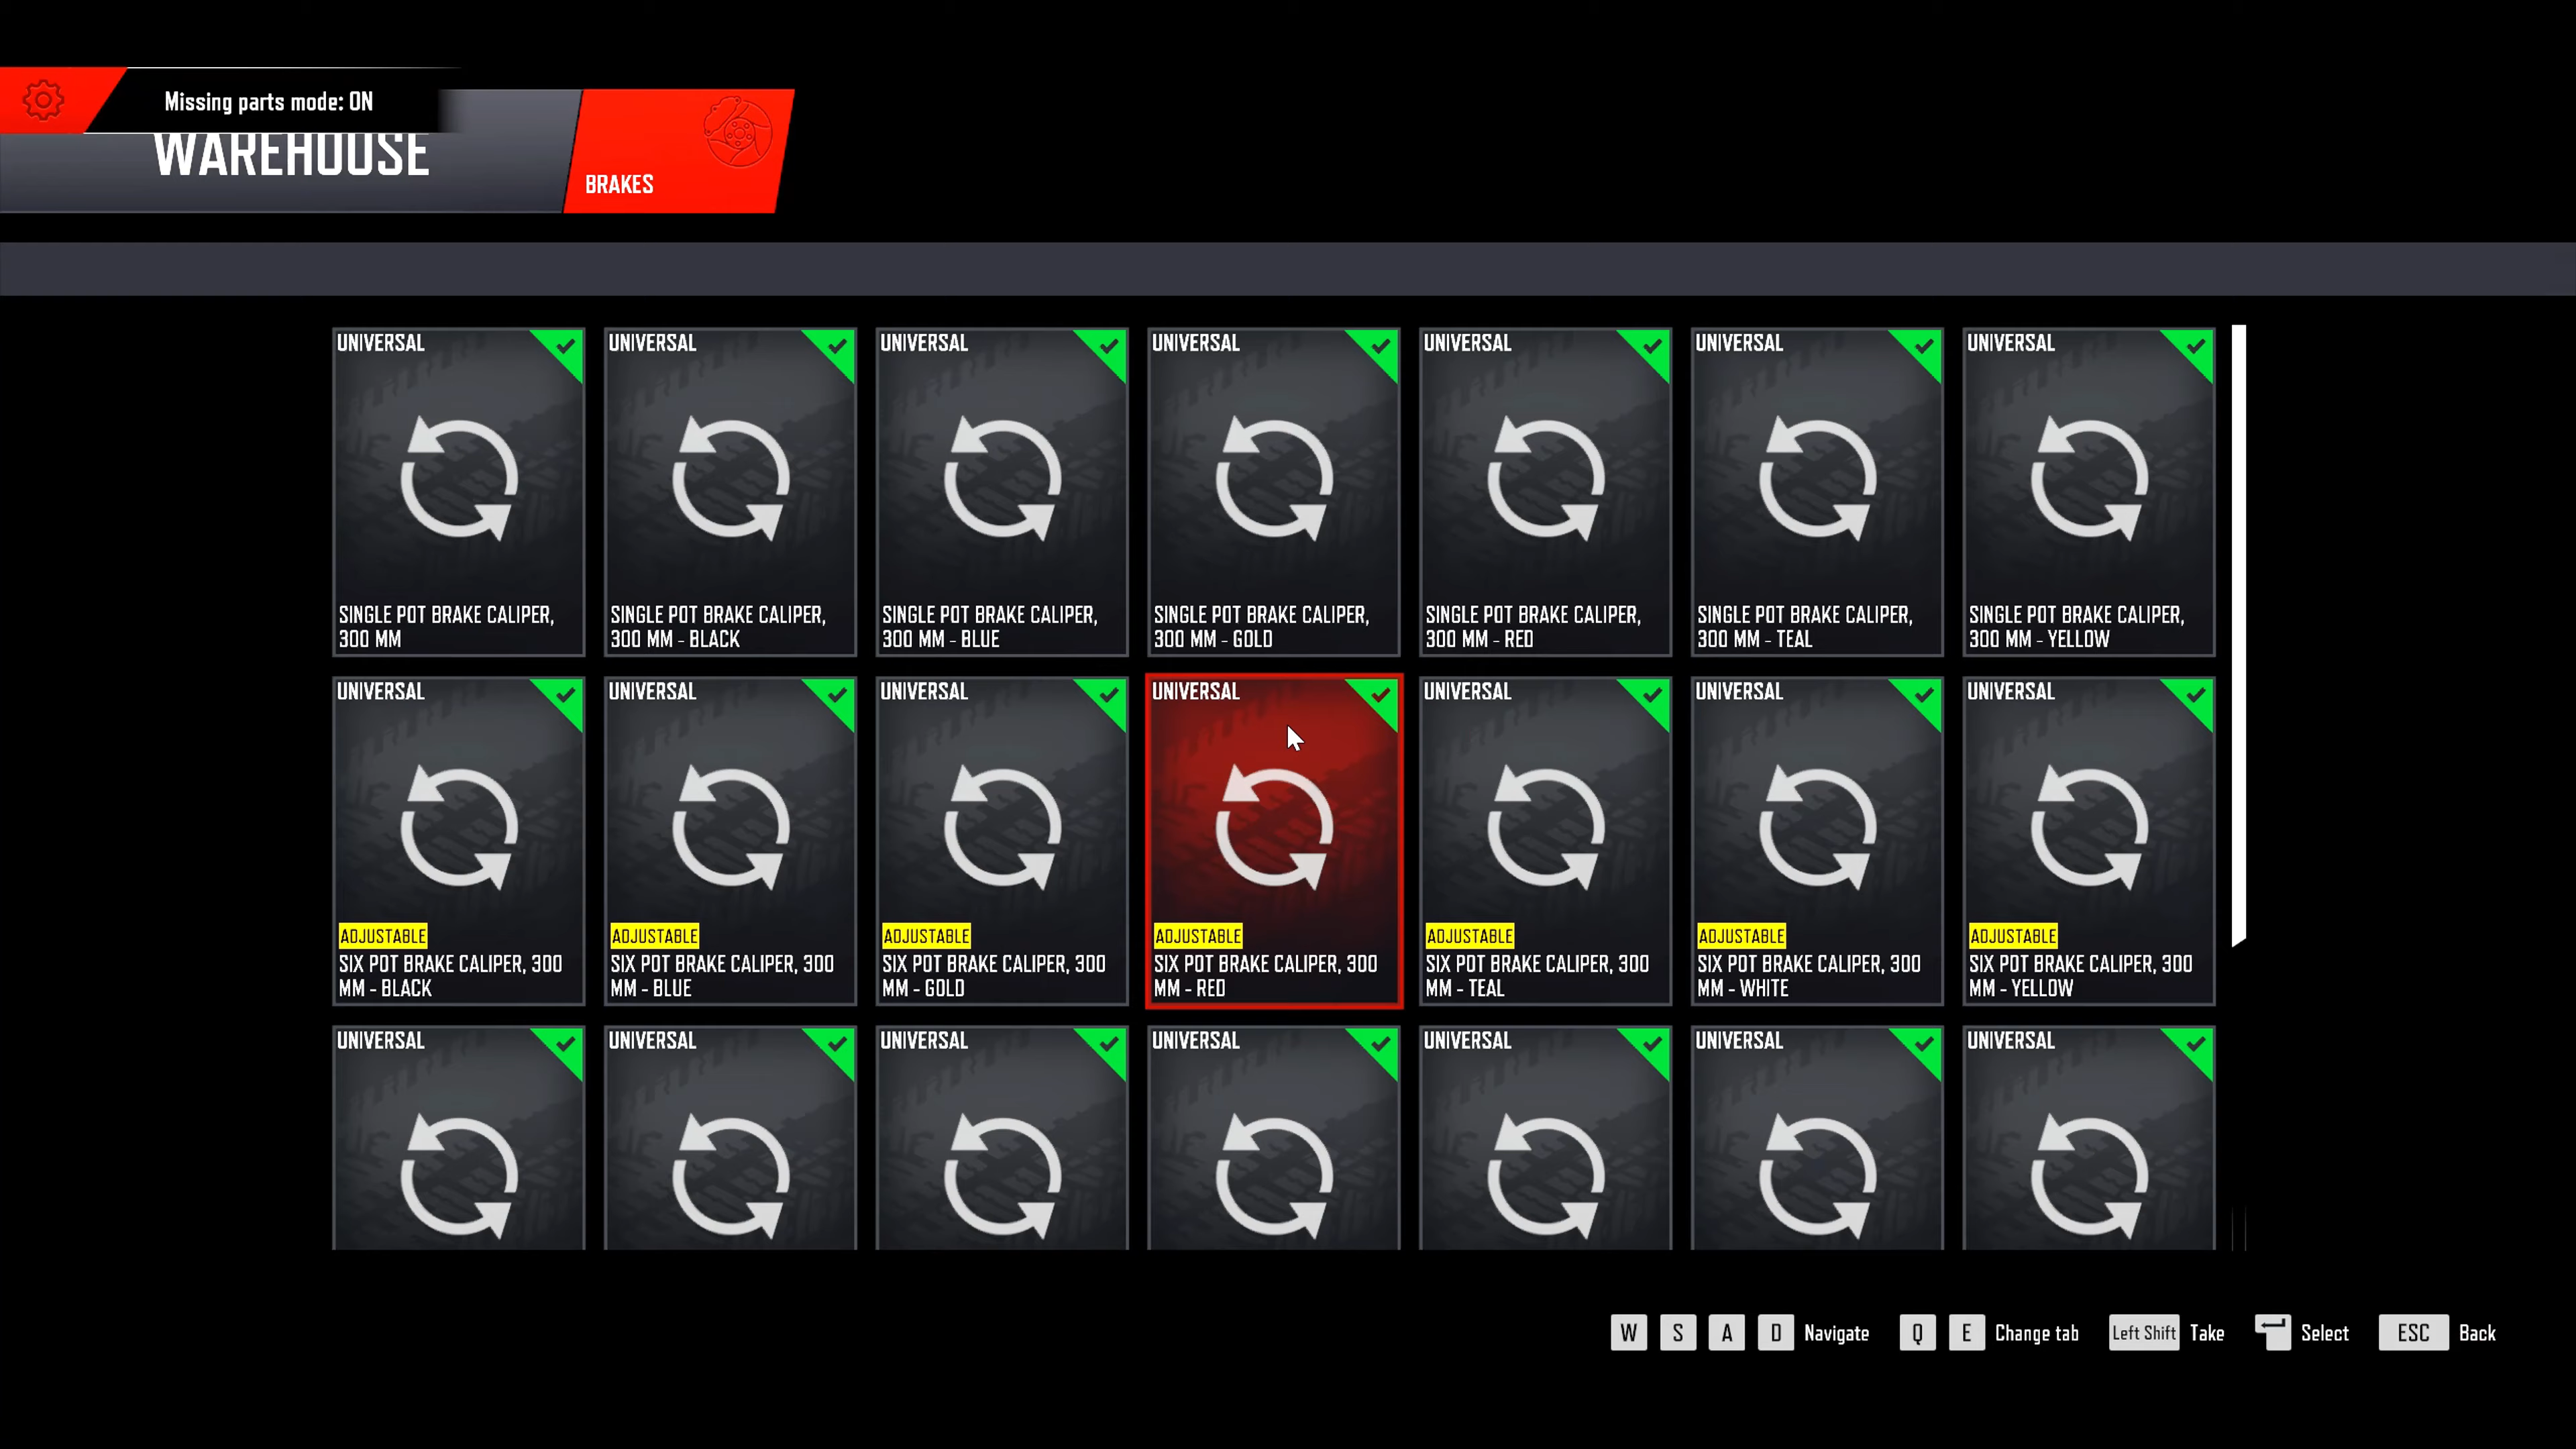 Missing parts mode: ON
WAREHOUSE
BRAKES
UNIVERSAL
SINGLE POT BRAKE CALIPER,
300 MM
UNIVERSAL
SINGLE POT BRAKE CALIPER,
300 MM - BLACK
UNIVERSAL
SINGLE POT BRAKE CALIPER,
300 MM - BLUE
UNIVERSAL
SINGLE POT BRAKE CALIPER,
300 MM - GOLD
UNIVERSAL
SINGLE POT BRAKE CALIPER,
300 MM - RED
UNIVERSAL
SINGLE POT BRAKE CALIPER,
300 MM - TEAL
UNIVERSAL
SINGLE POT BRAKE CALIPER,
300 MM - YELLOW
UNIVERSAL
ADJUSTABLE
SIX POT BRAKE CALIPER, 300
MM - BLACK
UNIVERSAL
ADJUSTABLE
SIX POT BRAKE CALIPER, 300
MM - BLUE
UNIVERSAL
ADJUSTABLE
SIX POT BRAKE CALIPER, 300
MM - GOLD
UNIVERSAL
ADJUSTABLE
SIX POT BRAKE CALIPER, 300
MM - RED
UNIVERSAL
ADJUSTABLE
SIX POT BRAKE CALIPER, 300
MM - TEAL
UNIVERSAL
ADJUSTABLE
SIX POT BRAKE CALIPER, 300
MM - WHITE
UNIVERSAL
ADJUSTABLE
SIX POT BRAKE CALIPER, 300
MM - YELLOW
UNIVERSAL
UNIVERSAL
UNIVERSAL
UNIVERSAL
UNIVERSAL
UNIVERSAL
UNIVERSAL
W S A D Navigate Q E Change tab Left Shift Take Select ESC Back